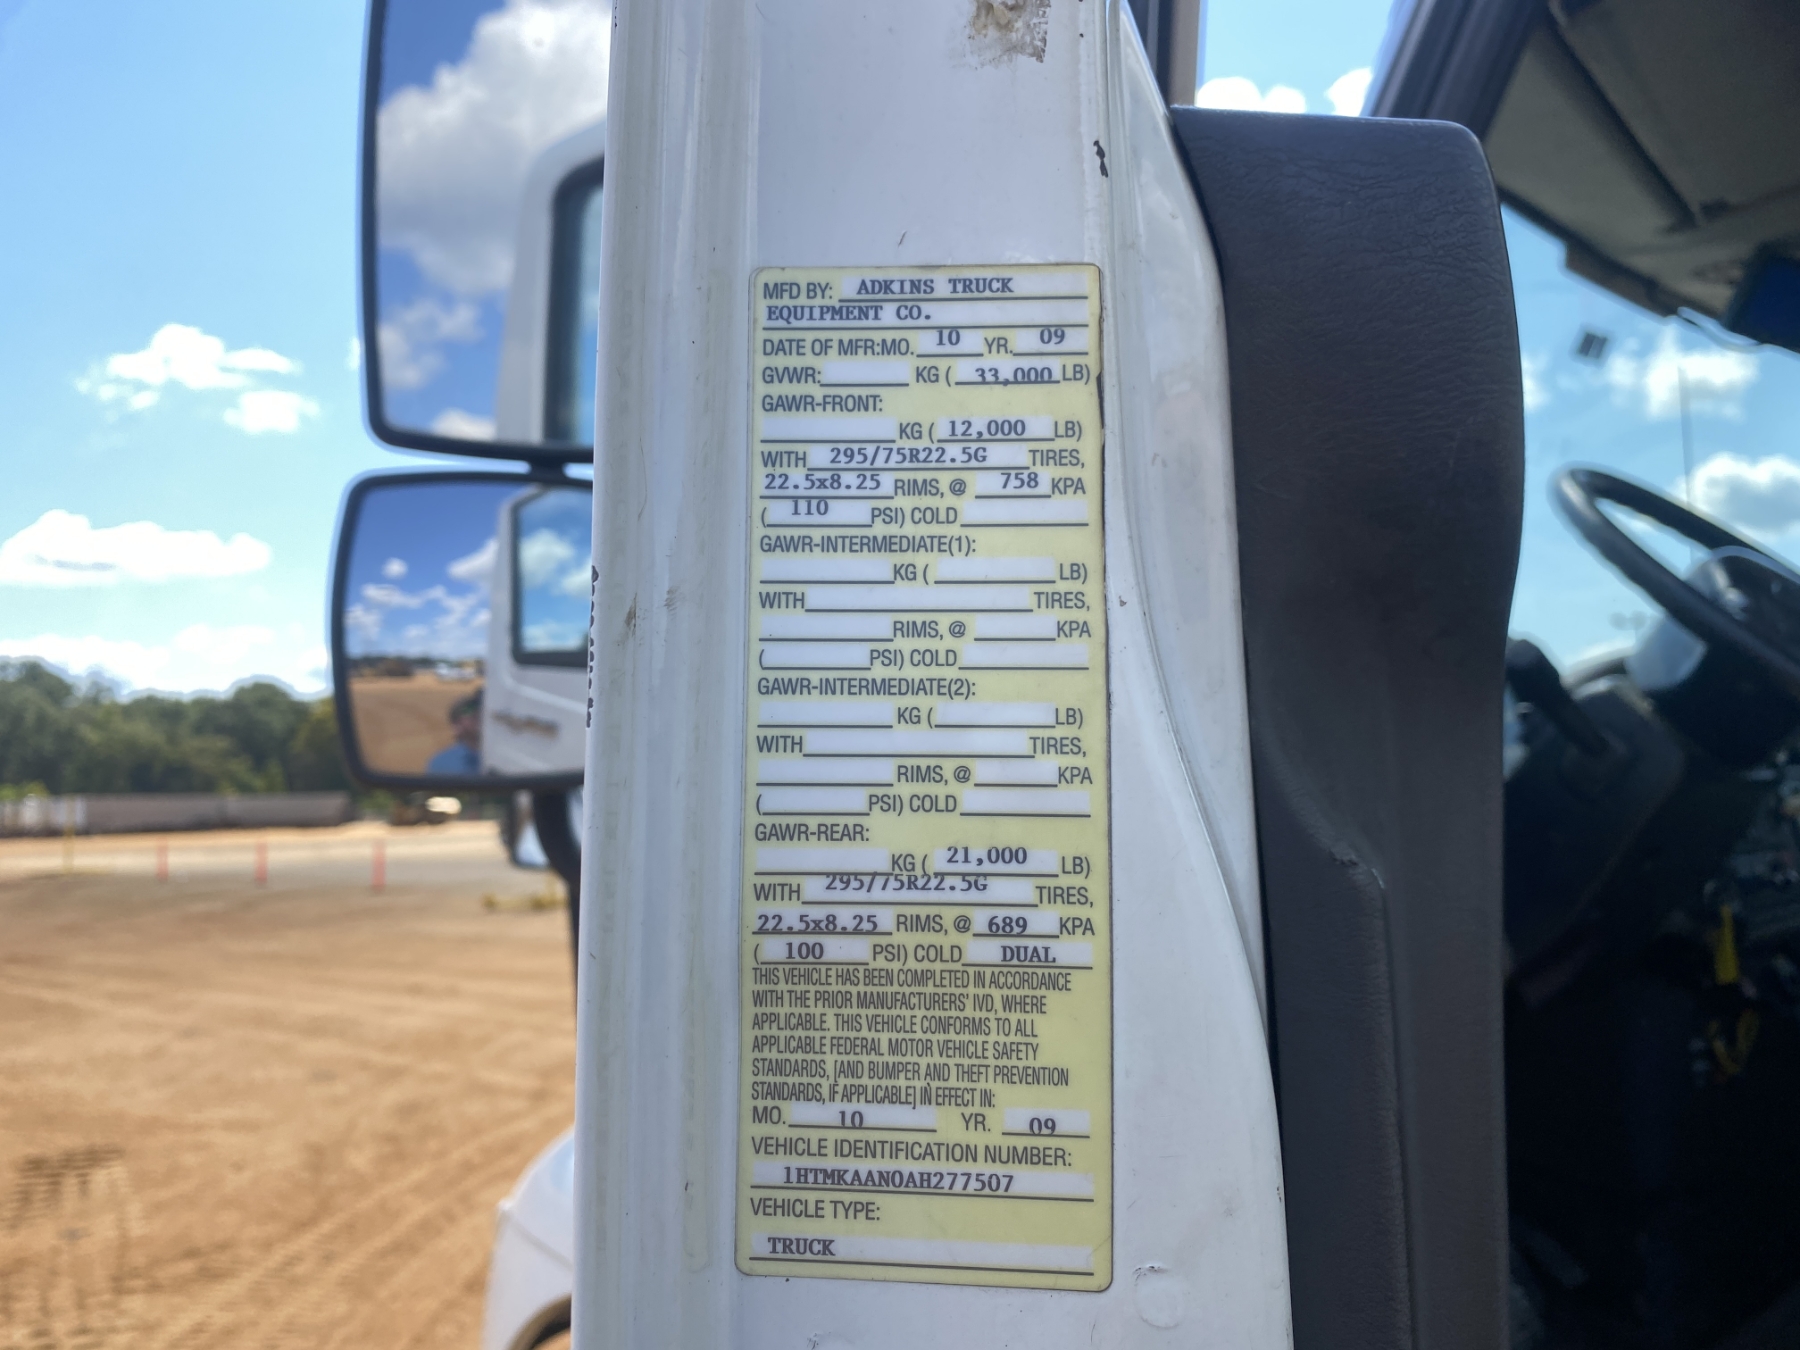 MFD BY: ADKINS TRUCK
EQUIPMENT CO.
DATE OF MFR:MO. 10 YR. 09
GVWR: KG ( 33,000 LB)
GAWR-FRONT:
KG ( 12,000 LB)
WITH 295/75R22.5G TIRES,
22.5x8.25 RIMS, @ 758 KPA
( 110 PSI) COLD
GAWR-INTERMEDIATE(1):
KG ( LB)
WITH TIRES,
RIMS, @ KPA
( PSI) COLD
GAWR-INTERMEDIATE(2):
KG ( LB)
WITH TIRES,
RIMS, @ KPA
( PSI) COLD
GAWR-REAR:
KG ( 21,000 LB)
WITH 295/75R22.5G TIRES,
22.5x8.25 RIMS, @ 689 KPA
( 100 PSI) COLD DUAL
THIS VEHICLE HAS BEEN COMPLETED IN ACCORDANCE
WITH THE PRIOR MANUFACTURERS' IVD, WHERE
APPLICABLE. THIS VEHICLE CONFORMS TO ALL
APPLICABLE FEDERAL MOTOR VEHICLE SAFETY
STANDARDS, [AND BUMPER AND THEFT PREVENTION
STANDARDS, IF APPLICABLE] IN EFFECT IN:
MO. 10 YR. 09
VEHICLE IDENTIFICATION NUMBER:
1HTMKAAN0AH277507
VEHICLE TYPE:
TRUCK